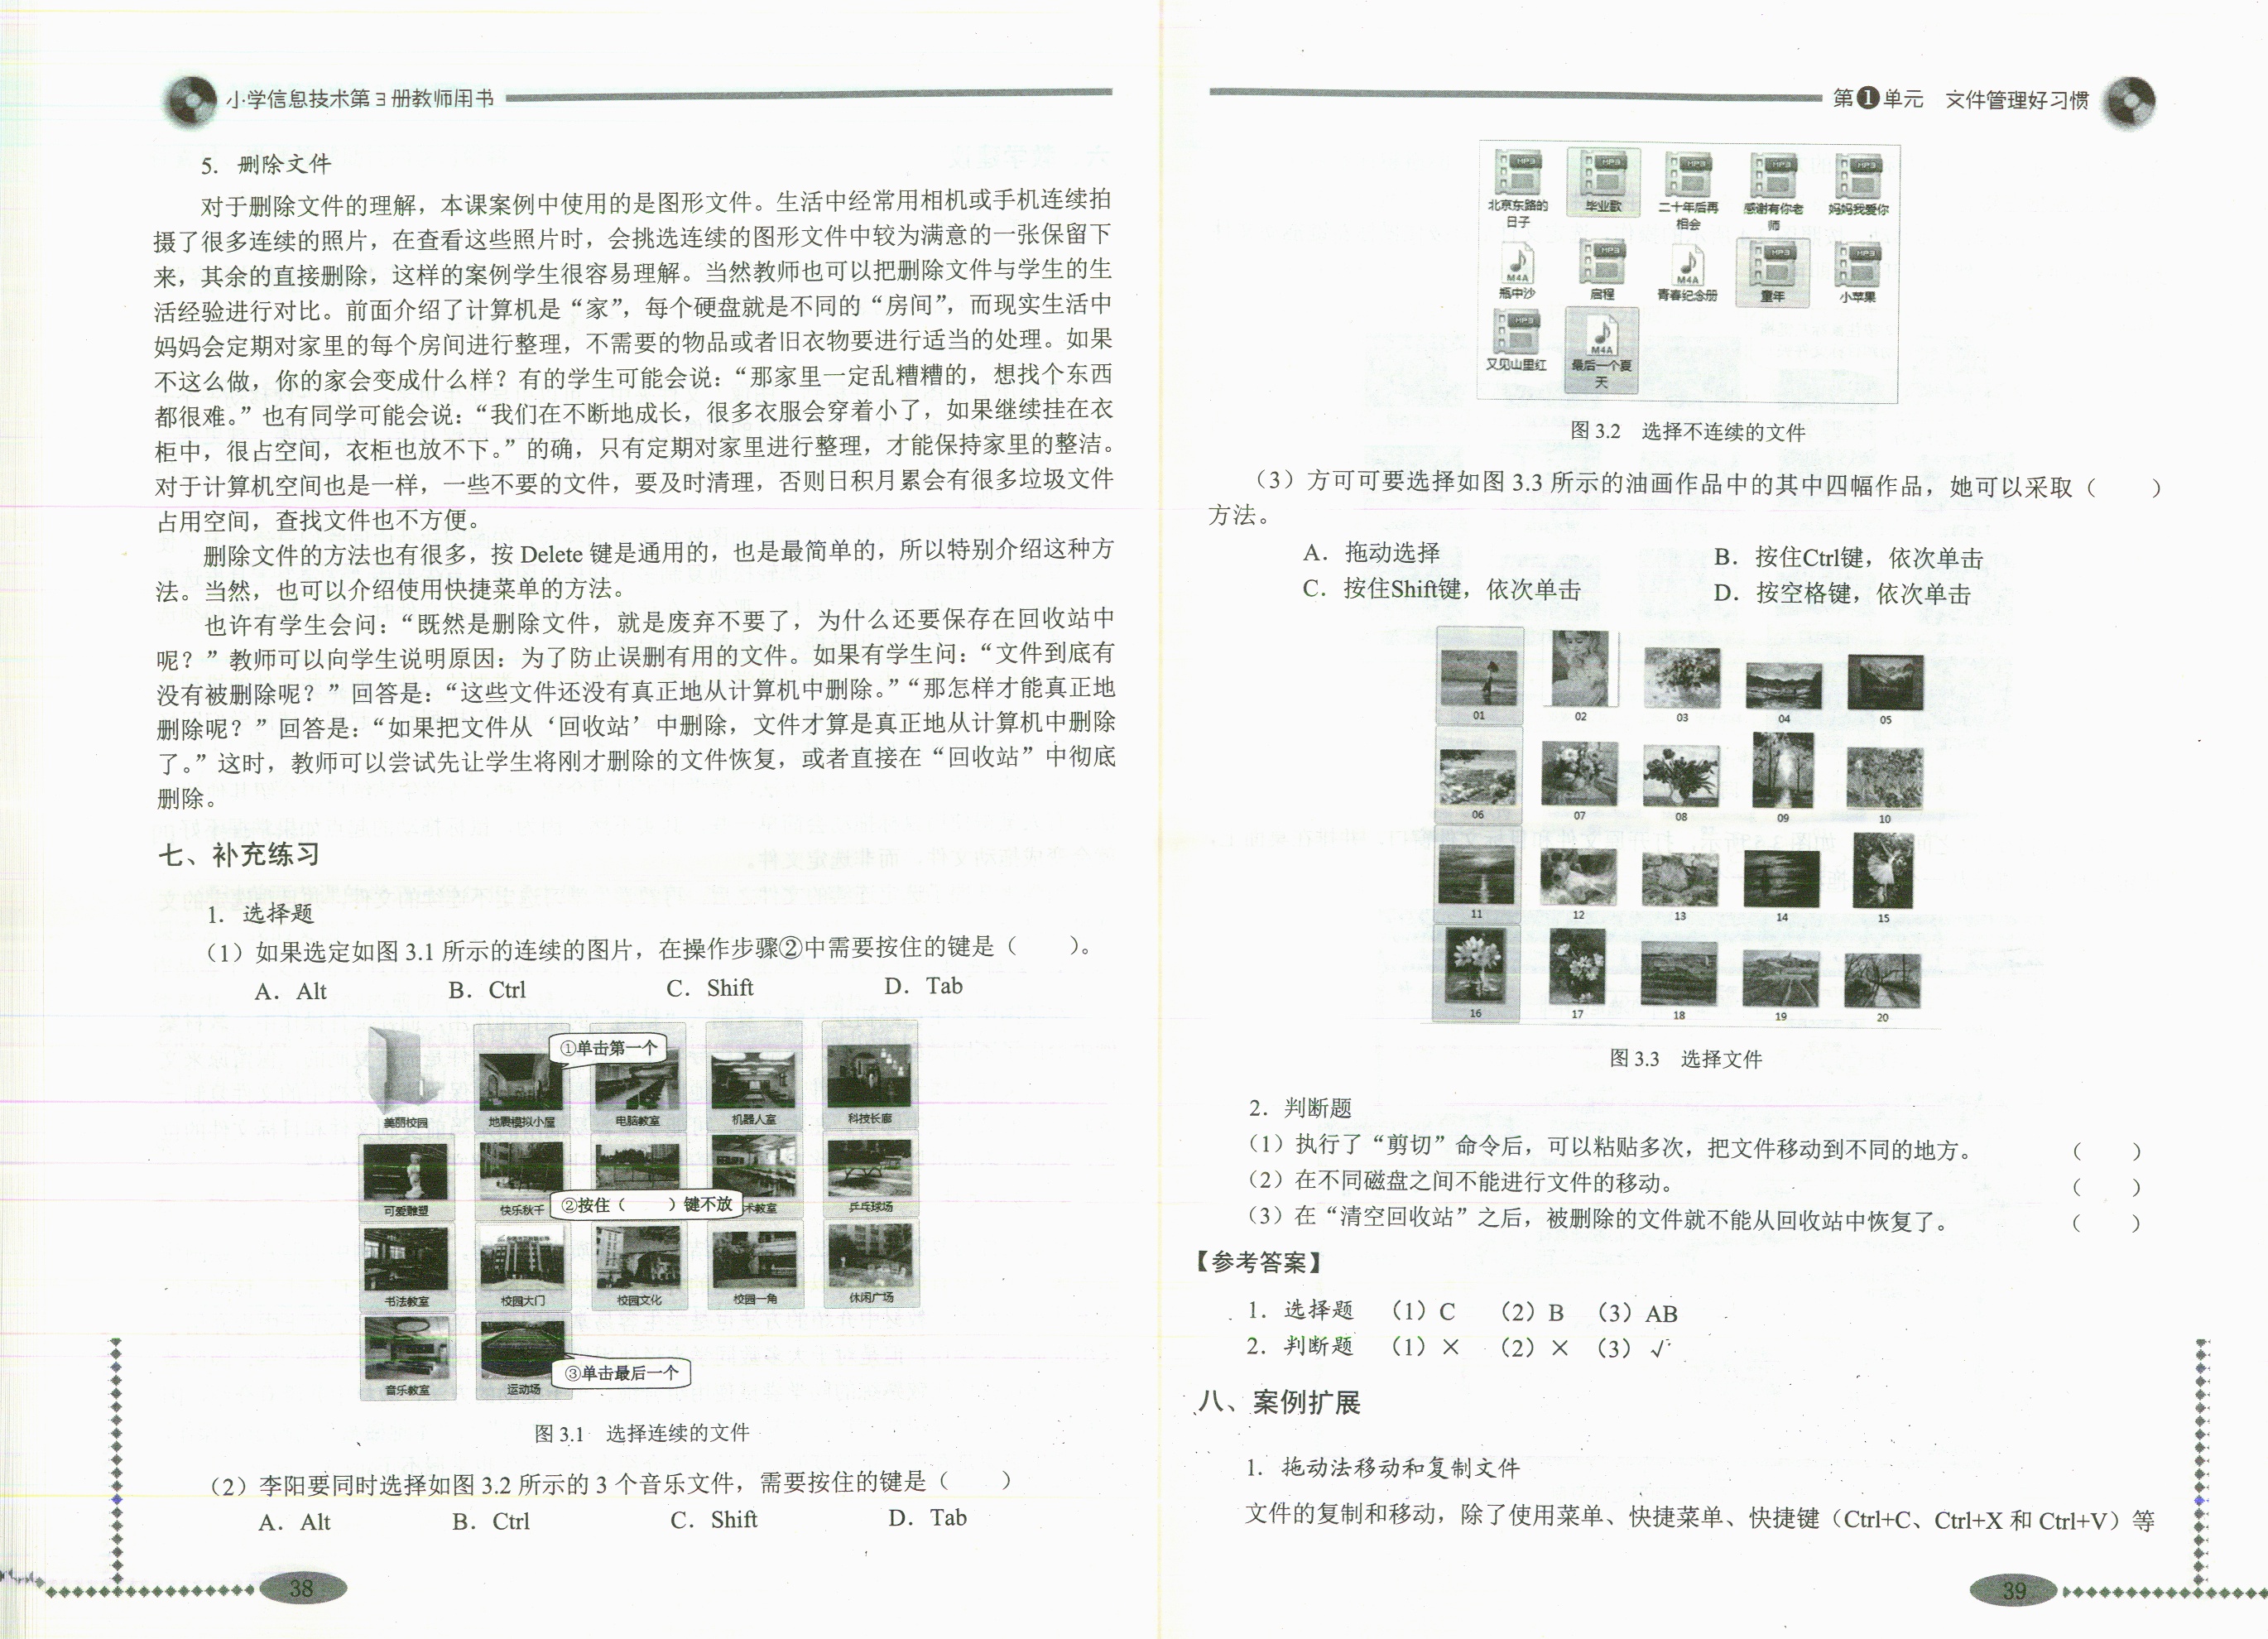 小学信息技术第3册教师用书
5. 删除文件
对于删除文件的理解，本课案例中使用的是图形文件。生活中经常用相机或手机连续拍
摄了很多连续的照片，在查看这些照片时，会挑选连续的图形文件中较为满意的一张保留下
来，其余的直接删除，这样的案例学生很容易理解。当然教师也可以把删除文件与学生的生
活经验进行对比。前面介绍了计算机是“家”，每个硬盘就是不同的“房间”，而现实生活中
妈妈会定期对家里的每个房间进行整理，不需要的物品或者旧衣物要进行适当的处理。如果
不这么做，你的家会变成什么样？有的学生可能会说：“那家里一定乱糟糟的，想找个东西
都很难。”也有同学可能会说：“我们在不断地成长，很多衣服会穿着小了，如果继续挂在衣
柜中，很占空间，衣柜也放不下。”的确，只有定期对家里进行整理，才能保持家里的整洁。
对于计算机空间也是一样，一些不要的文件，要及时清理，否则日积月累会有很多垃圾文件
占用空间，查找文件也不方便。
删除文件的方法也有很多，按 Delete 键是通用的，也是最简单的，所以特别介绍这种方
法。当然，也可以介绍使用快捷菜单的方法。
也许有学生会问：“既然是删除文件，就是废弃不要了，为什么还要保存在回收站中
呢？”教师可以向学生说明原因：为了防止误删有用的文件。如果有学生问：“文件到底有
没有被删除呢？”回答是：“这些文件还没有真正地从计算机中删除。”“那怎样才能真正地
删除呢？”回答是：“如果把文件从‘回收站’中删除，文件才算是真正地从计算机中删除
了。”这时，教师可以尝试先让学生将刚才删除的文件恢复，或者直接在“回收站”中彻底
删除。
七、补充练习
1. 选择题
（1）如果选定如图 3.1 所示的连续的图片，在操作步骤②中需要按住的键是（　　）。
A. Alt　B. Ctrl　C. Shift　D. Tab
①单击第一个
美丽校园　地震模拟小屋　电脑教室　机器人室　科技长廊
②按住（　　）键不放
可爱雕塑　快乐秋千　术教室　乒乓球场
书法教室　校园大门　校园文化　校园一角　休闲广场
③单击最后一个
音乐教室　运动场
图 3.1　选择连续的文件
（2）李阳要同时选择如图 3.2 所示的 3 个音乐文件，需要按住的键是（　　）
A. Alt　B. Ctrl　C. Shift　D. Tab
38
第1单元　文件管理好习惯
MP3　MP3　MP3　MP3　MP3
北京东路的日子　毕业歌　二十年后再相会　感谢有你老师　妈妈我爱你
M4A　MP3　M4A　MP3　MP3
瓶中沙　启程　青春纪念册　童年　小苹果
MP3　M4A
又见山里红　最后一个夏天
图 3.2　选择不连续的文件
（3）方可可要选择如图 3.3 所示的油画作品中的其中四幅作品，她可以采取（　　）
方法。
A. 拖动选择　B. 按住Ctrl键，依次单击
C. 按住Shift键，依次单击　D. 按空格键，依次单击
01　02　03　04　05
06　07　08　09　10
11　12　13　14　15
16　17　18　19　20
图 3.3　选择文件
2. 判断题
（1）执行了“剪切”命令后，可以粘贴多次，把文件移动到不同的地方。（　　）
（2）在不同磁盘之间不能进行文件的移动。（　　）
（3）在“清空回收站”之后，被删除的文件就不能从回收站中恢复了。（　　）
【参考答案】
1. 选择题　（1）C　（2）B　（3）AB
2. 判断题　（1）×　（2）×　（3）√
八、案例扩展
1. 拖动法移动和复制文件
文件的复制和移动，除了使用菜单、快捷菜单、快捷键（Ctrl+C、Ctrl+X 和 Ctrl+V）等
39